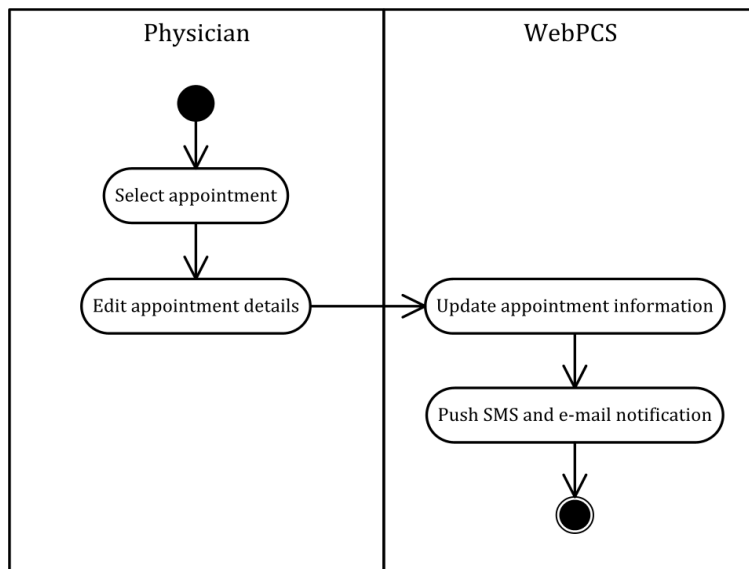 Physician
WebPCS
Select appointment
Edit appointment details
Update appointment information
Push SMS and e-mail notification